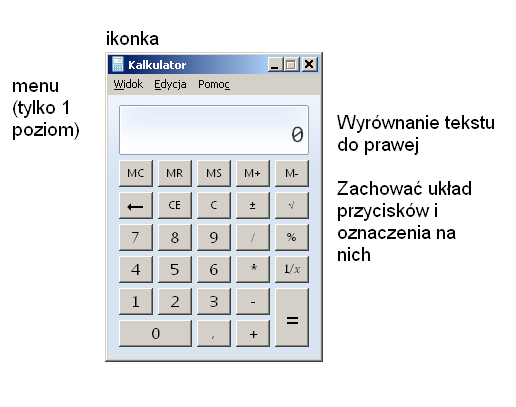 ikonka
Kalkulator
menu
(tylko 1
poziom)
Widok Edycja Pomoc
0
Wyrównanie tekstu
do prawej
Zachować układ
przycisków i
oznaczenia na
nich
MC MR MS M+ M-
← CE C ± √
7 8 9 / %
4 5 6 * 1/x
1 2 3 - =
0 , +